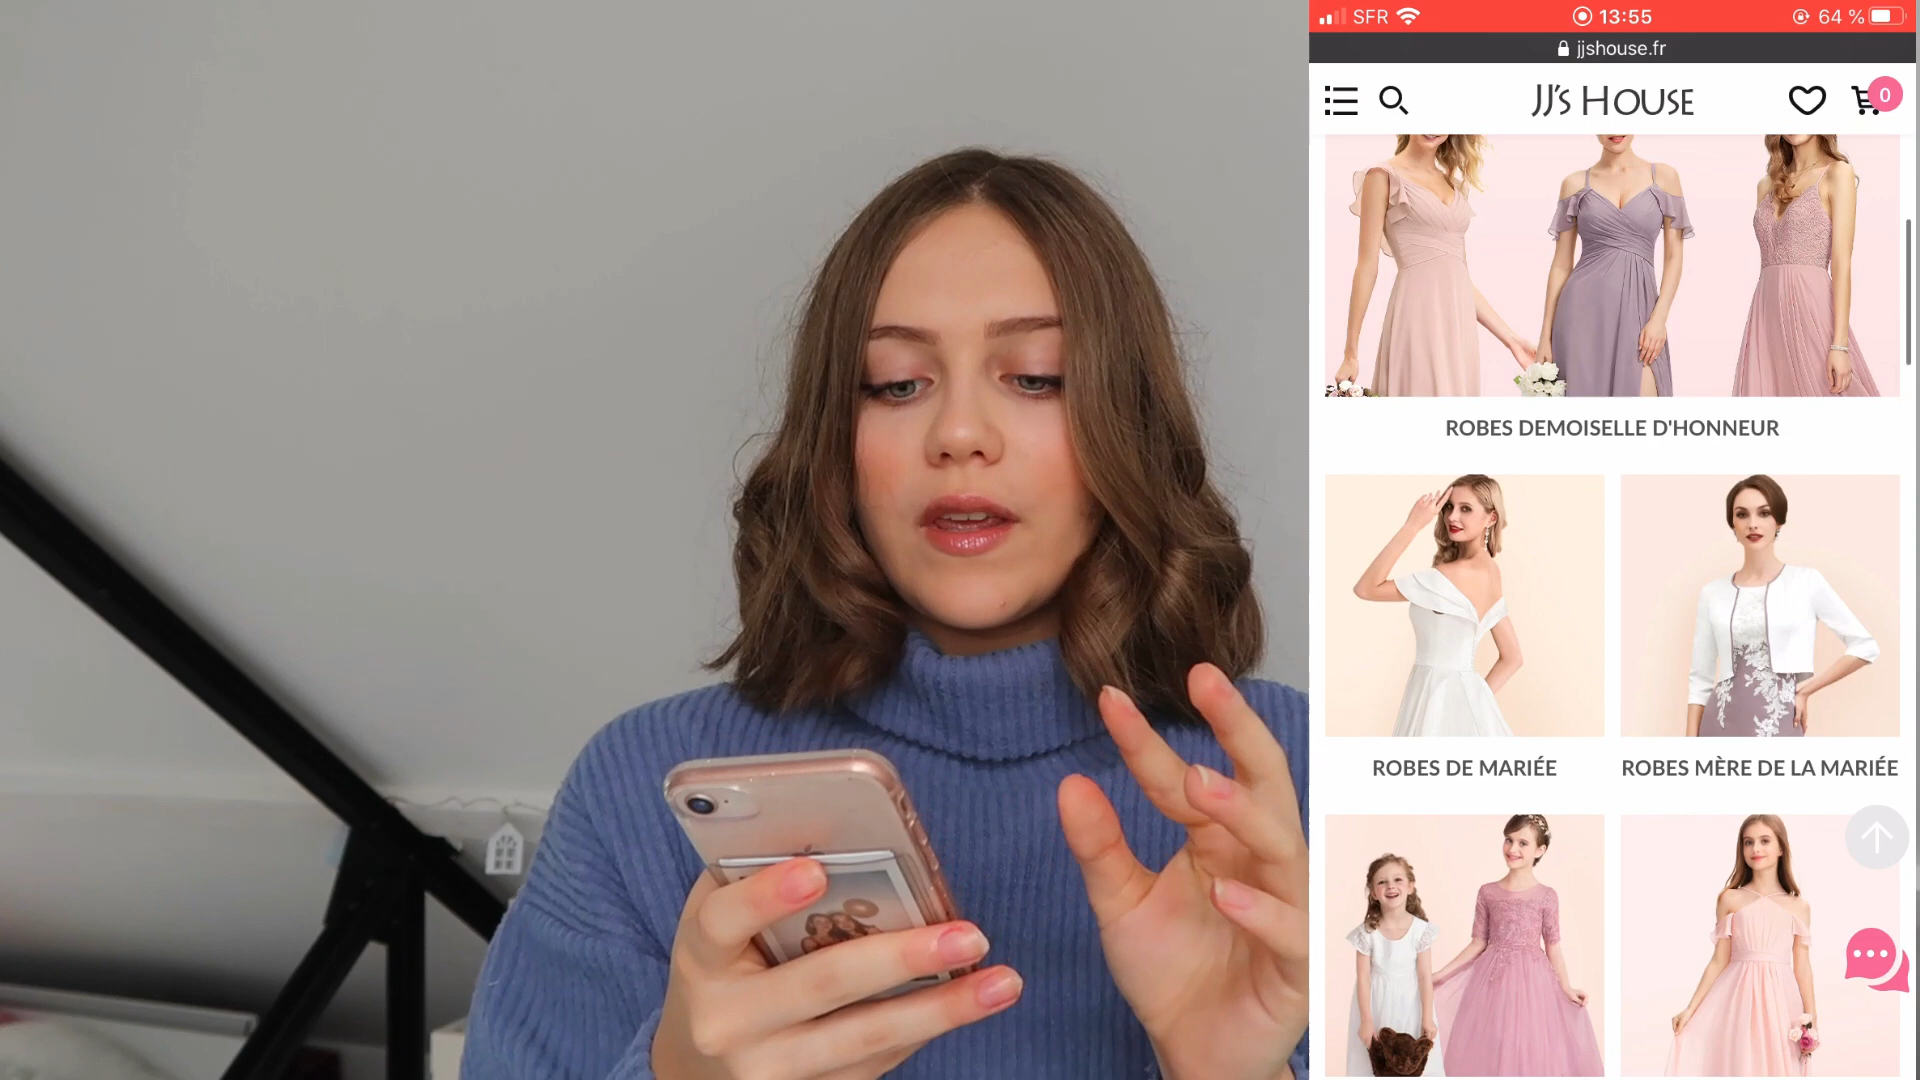 SFR 13:55 64 %
jjshouse.fr
JJ's HOUSE 0
ROBES DEMOISELLE D'HONNEUR
ROBES DE MARIÉE ROBES MÈRE DE LA MARIÉE